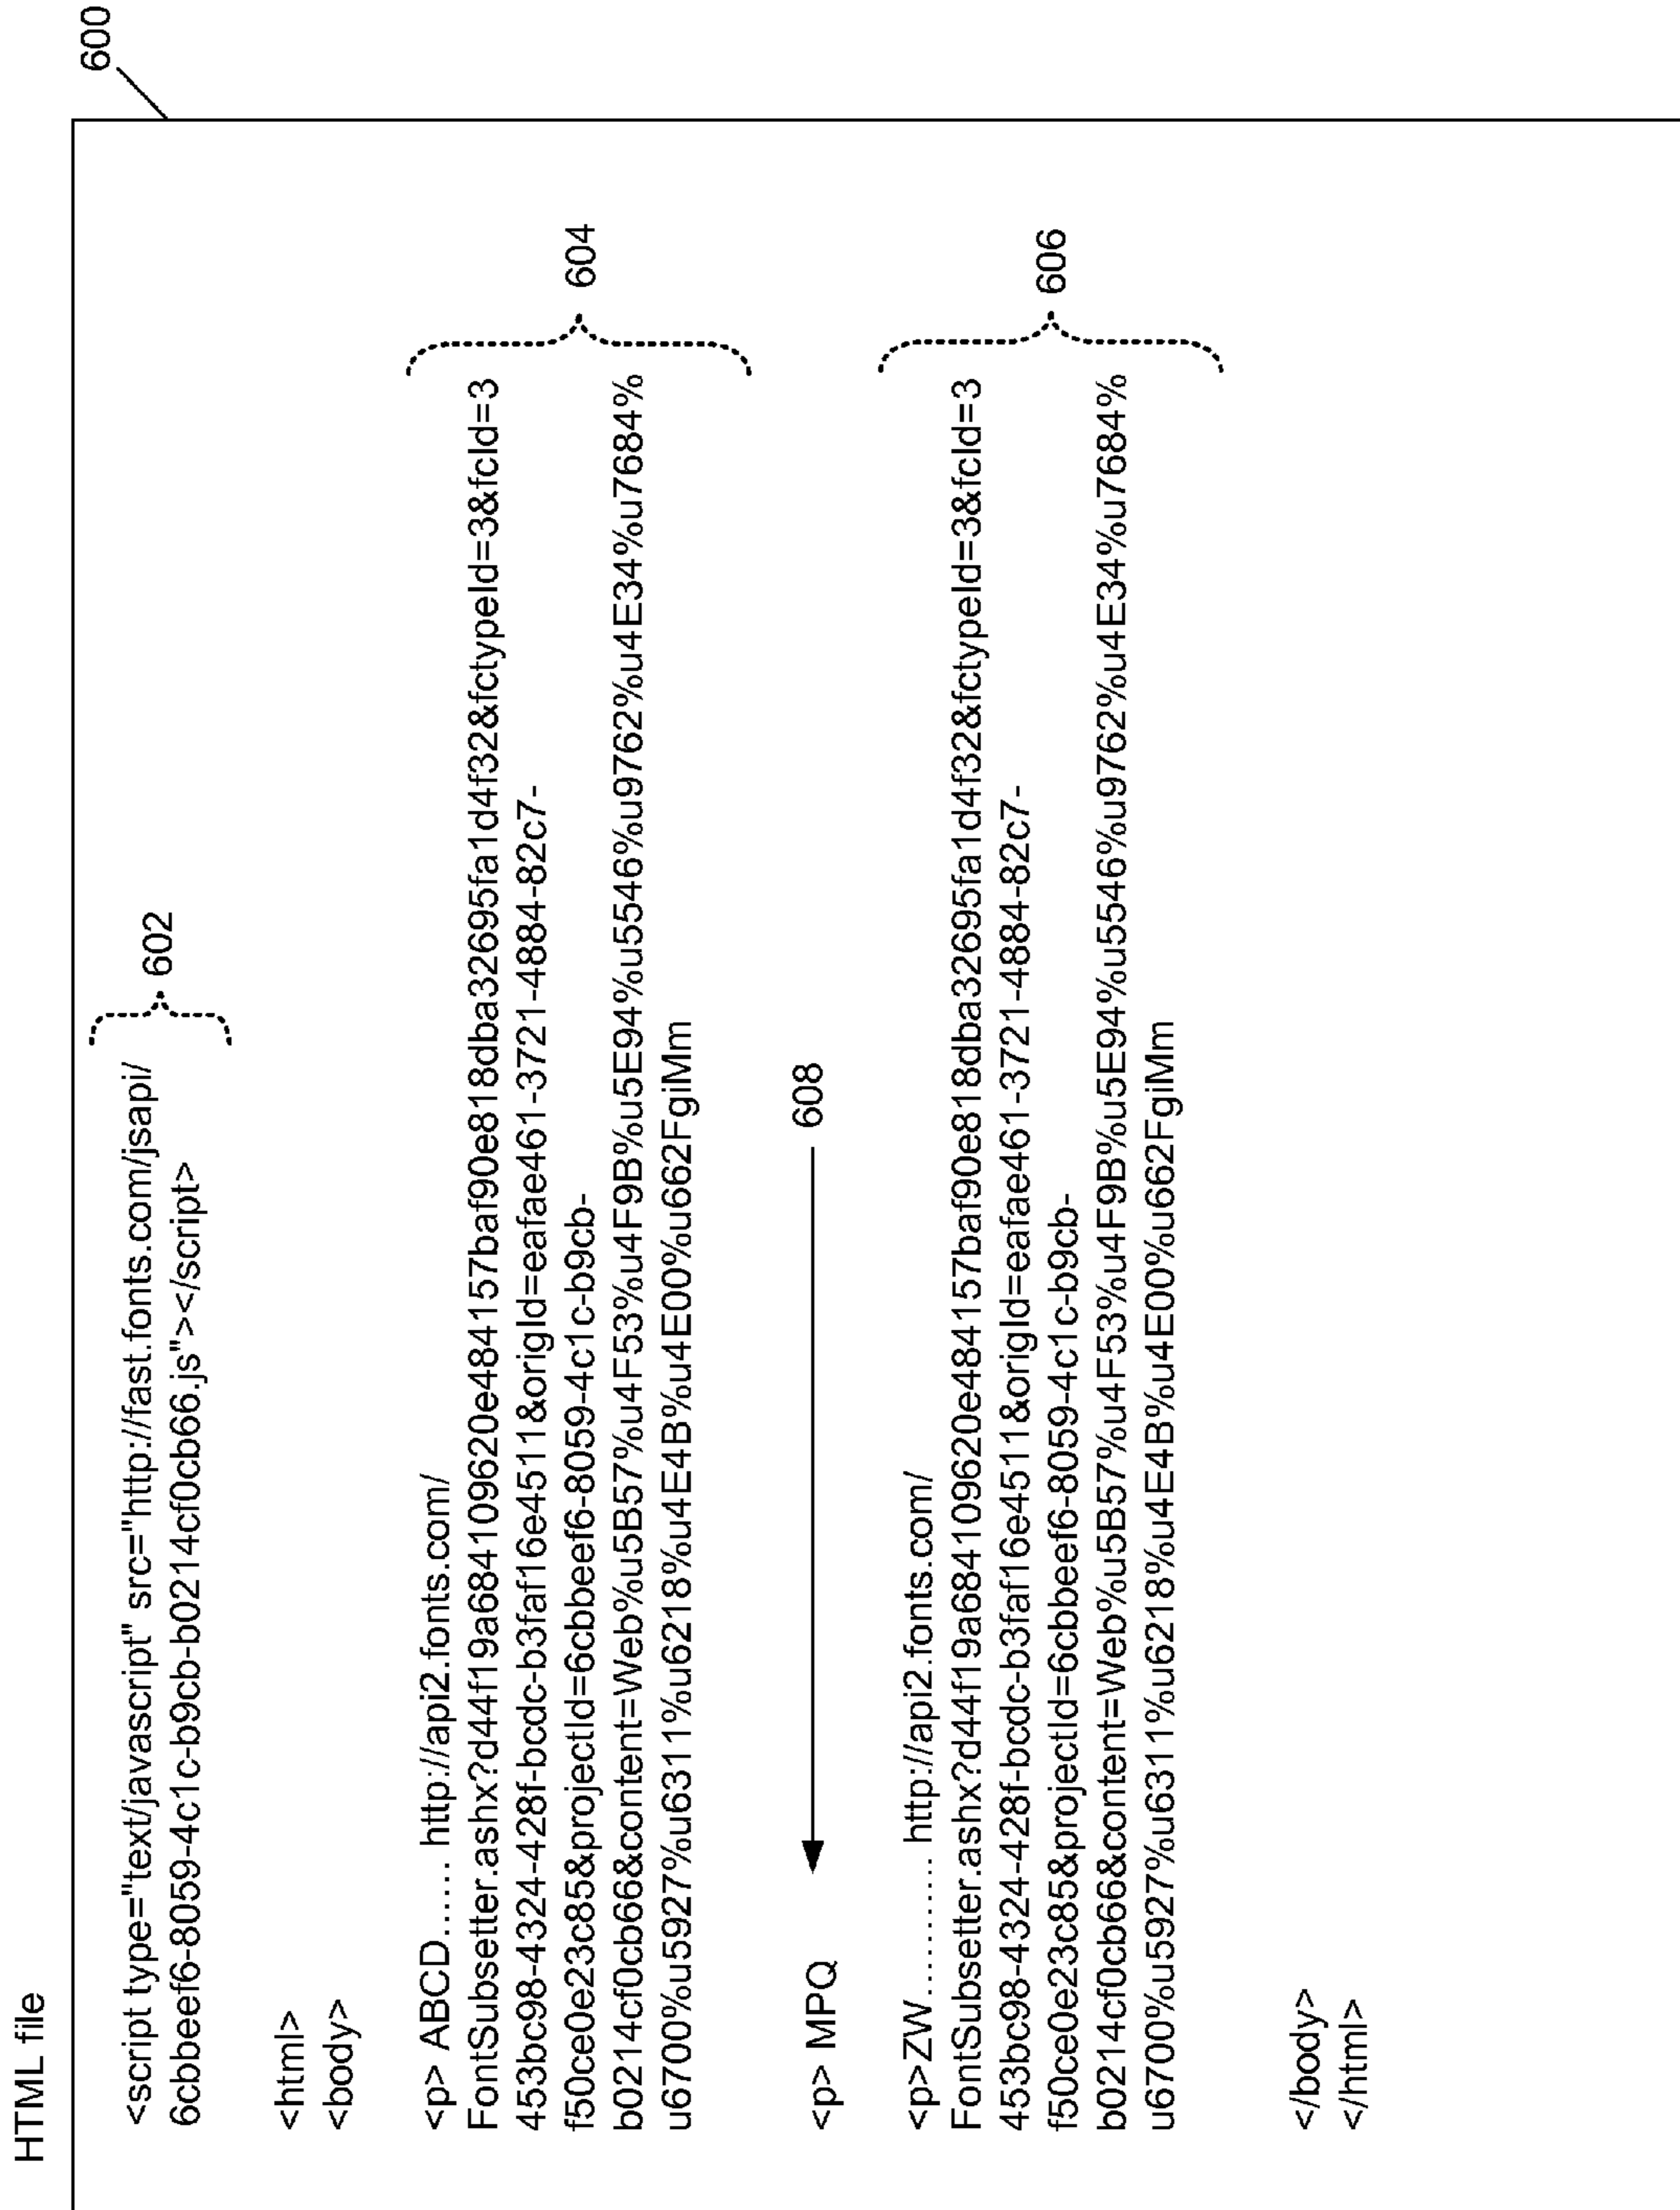 HTML file
600
<script type="text/javascript" src="http://fast.fonts.com/jsapi/
6cbbeef6-8059-4c1c-b9cb-b0214cf0cb66.js"></script>
602
<html>
<body>
<p> ABCD...... http://api2.fonts.com/
FontSubsetter.ashx?d44f19a684109620e484157baf90e818dba32695fa1d4f32&fctypeId=3&fcId=3
453bc98-4324-428f-bcdc-b3faf16e4511&origId=eafae461-3721-4884-82c7-
f50ce0e23c85&projectId=6cbbeef6-8059-4c1c-b9cb-
b0214cf0cb66&content=Web%u5B57%u4F53%u4F9B%u5E94%u5546%u9762%u4E34%u7684%
u6700%u5927%u6311%u6218%u4E4B%u4E00%u662FgiMm
604
<p> MPQ
608
<p>ZW........... http://api2.fonts.com/
FontSubsetter.ashx?d44f19a684109620e484157baf90e818dba32695fa1d4f32&fctypeId=3&fcId=3
453bc98-4324-428f-bcdc-b3faf16e4511&origId=eafae461-3721-4884-82c7-
f50ce0e23c85&projectId=6cbbeef6-8059-4c1c-b9cb-
b0214cf0cb66&content=Web%u5B57%u4F53%u4F9B%u5E94%u5546%u9762%u4E34%u7684%
u6700%u5927%u6311%u6218%u4E4B%u4E00%u662FgiMm
606
</body>
</html>